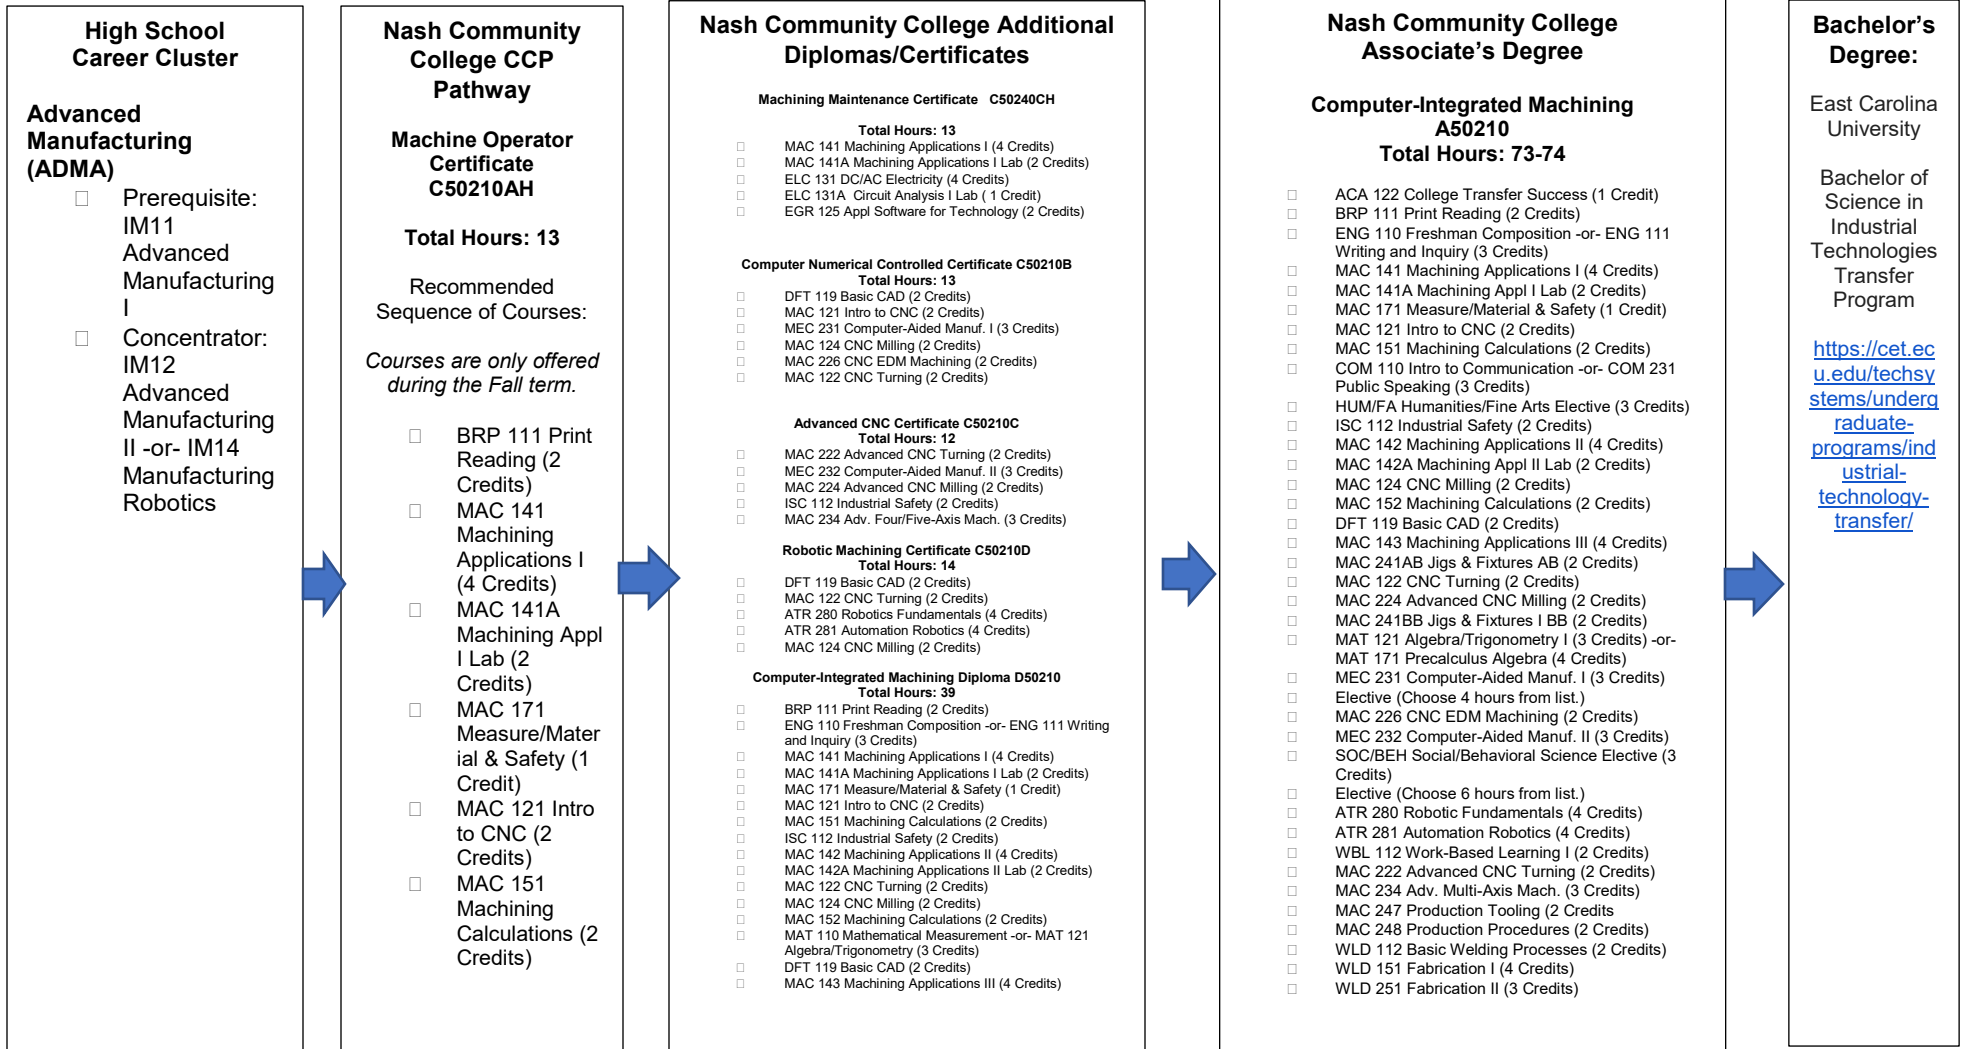 High School
Career Cluster
Advanced
Manufacturing
(ADMA)
Prerequisite:
IM11
Advanced
Manufacturing
I
Concentrator:
IM12
Advanced
Manufacturing
II -or- IM14
Manufacturing
Robotics
Nash Community
College CCP
Pathway
Machine Operator
Certificate
C50210AH
Total Hours: 13
Recommended
Sequence of Courses:
Courses are only offered
during the Fall term.
BRP 111 Print
Reading (2
Credits)
MAC 141
Machining
Applications I
(4 Credits)
MAC 141A
Machining Appl
I Lab (2
Credits)
MAC 171
Measure/Mater
ial & Safety (1
Credit)
MAC 121 Intro
to CNC (2
Credits)
MAC 151
Machining
Calculations (2
Credits)
Nash Community College Additional
Diplomas/Certificates
Machining Maintenance Certificate C50240CH
Total Hours: 13
MAC 141 Machining Applications I (4 Credits)
MAC 141A Machining Applications I Lab (2 Credits)
ELC 131 DC/AC Electricity (4 Credits)
ELC 131A Circuit Analysis I Lab ( 1 Credit)
EGR 125 Appl Software for Technology (2 Credits)
Computer Numerical Controlled Certificate C50210B
Total Hours: 13
DFT 119 Basic CAD (2 Credits)
MAC 121 Intro to CNC (2 Credits)
MEC 231 Computer-Aided Manuf. I (3 Credits)
MAC 124 CNC Milling (2 Credits)
MAC 226 CNC EDM Machining (2 Credits)
MAC 122 CNC Turning (2 Credits)
Advanced CNC Certificate C50210C
Total Hours: 12
MAC 222 Advanced CNC Turning (2 Credits)
MEC 232 Computer-Aided Manuf. II (3 Credits)
MAC 224 Advanced CNC Milling (2 Credits)
ISC 112 Industrial Safety (2 Credits)
MAC 234 Adv. Four/Five-Axis Mach. (3 Credits)
Robotic Machining Certificate C50210D
Total Hours: 14
DFT 119 Basic CAD (2 Credits)
MAC 122 CNC Turning (2 Credits)
ATR 280 Robotics Fundamentals (4 Credits)
ATR 281 Automation Robotics (4 Credits)
MAC 124 CNC Milling (2 Credits)
Computer-Integrated Machining Diploma D50210
Total Hours: 39
BRP 111 Print Reading (2 Credits)
ENG 110 Freshman Composition -or- ENG 111 Writing
and Inquiry (3 Credits)
MAC 141 Machining Applications I (4 Credits)
MAC 141A Machining Applications I Lab (2 Credits)
MAC 171 Measure/Material & Safety (1 Credit)
MAC 121 Intro to CNC (2 Credits)
MAC 151 Machining Calculations (2 Credits)
ISC 112 Industrial Safety (2 Credits)
MAC 142 Machining Applications II (4 Credits)
MAC 142A Machining Applications II Lab (2 Credits)
MAC 122 CNC Turning (2 Credits)
MAC 124 CNC Milling (2 Credits)
MAC 152 Machining Calculations (2 Credits)
MAT 110 Mathematical Measurement -or- MAT 121
Algebra/Trigonometry (3 Credits)
DFT 119 Basic CAD (2 Credits)
MAC 143 Machining Applications III (4 Credits)
Nash Community College
Associate's Degree
Computer-Integrated Machining
A50210
Total Hours: 73-74
ACA 122 College Transfer Success (1 Credit)
BRP 111 Print Reading (2 Credits)
ENG 110 Freshman Composition -or- ENG 111
Writing and Inquiry (3 Credits)
MAC 141 Machining Applications I (4 Credits)
MAC 141A Machining Appl I Lab (2 Credits)
MAC 171 Measure/Material & Safety (1 Credit)
MAC 121 Intro to CNC (2 Credits)
MAC 151 Machining Calculations (2 Credits)
COM 110 Intro to Communication -or- COM 231
Public Speaking (3 Credits)
HUM/FA Humanities/Fine Arts Elective (3 Credits)
ISC 112 Industrial Safety (2 Credits)
MAC 142 Machining Applications II (4 Credits)
MAC 142A Machining Appl II Lab (2 Credits)
MAC 124 CNC Milling (2 Credits)
MAC 152 Machining Calculations (2 Credits)
DFT 119 Basic CAD (2 Credits)
MAC 143 Machining Applications III (4 Credits)
MAC 241AB Jigs & Fixtures AB (2 Credits)
MAC 122 CNC Turning (2 Credits)
MAC 224 Advanced CNC Milling (2 Credits)
MAC 241BB Jigs & Fixtures I BB (2 Credits)
MAT 121 Algebra/Trigonometry I (3 Credits) -or-
MAT 171 Precalculus Algebra (4 Credits)
MEC 231 Computer-Aided Manuf. I (3 Credits)
Elective (Choose 4 hours from list.)
MAC 226 CNC EDM Machining (2 Credits)
MEC 232 Computer-Aided Manuf. II (3 Credits)
SOC/BEH Social/Behavioral Science Elective (3
Credits)
Elective (Choose 6 hours from list.)
ATR 280 Robotic Fundamentals (4 Credits)
ATR 281 Automation Robotics (4 Credits)
WBL 112 Work-Based Learning I (2 Credits)
MAC 222 Advanced CNC Turning (2 Credits)
MAC 234 Adv. Multi-Axis Mach. (3 Credits)
MAC 247 Production Tooling (2 Credits
MAC 248 Production Procedures (2 Credits)
WLD 112 Basic Welding Processes (2 Credits)
WLD 151 Fabrication I (4 Credits)
WLD 251 Fabrication II (3 Credits)
Bachelor's
Degree:
East Carolina
University
Bachelor of
Science in
Industrial
Technologies
Transfer
Program
https://cet.ec
u.edu/techsy
stems/underg
raduate-
programs/ind
ustrial-
technology-
transfer/